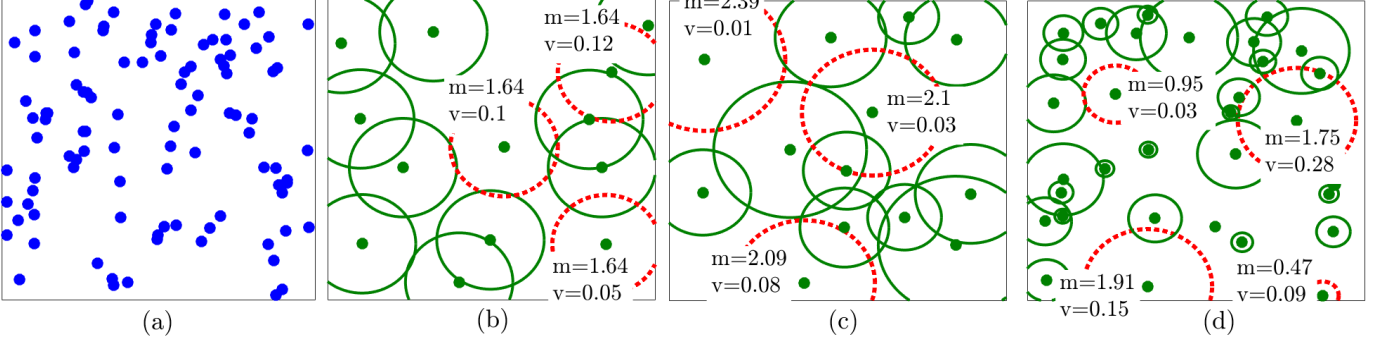 m=1.64
v=0.12
m=1.64
v=0.1
m=1.64
v=0.05
m=2.39
v=0.01
m=2.1
v=0.03
m=2.09
v=0.08
m=0.95
v=0.03
m=1.75
v=0.28
m=1.91
v=0.15
m=0.47
v=0.09
(a)
(b)
(c)
(d)